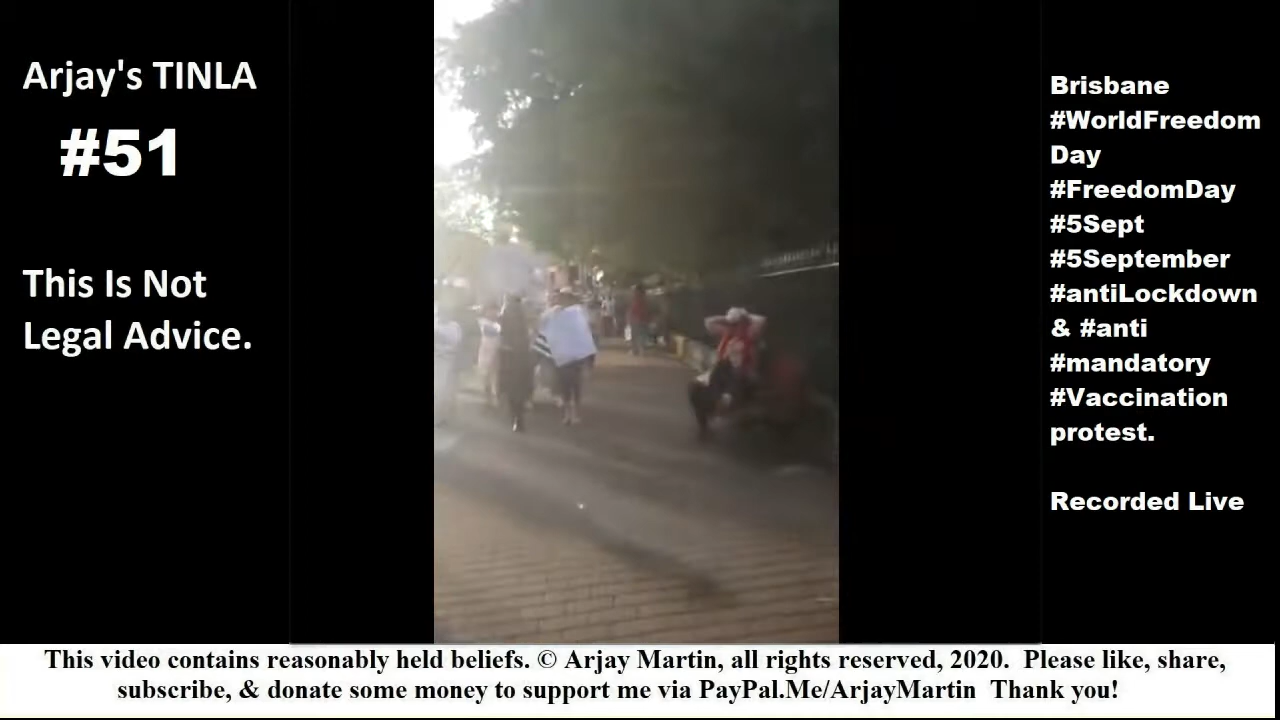 Arjay's TINLA
#51
This Is Not
Legal Advice.
Brisbane
#WorldFreedom
Day
#FreedomDay
#5Sept
#5September
#antiLockdown
& #anti
#mandatory
#Vaccination
protest.
Recorded Live
This video contains reasonably held beliefs. © Arjay Martin, all rights reserved, 2020. Please like, share,
subscribe, & donate some money to support me via PayPal.Me/ArjayMartin Thank you!